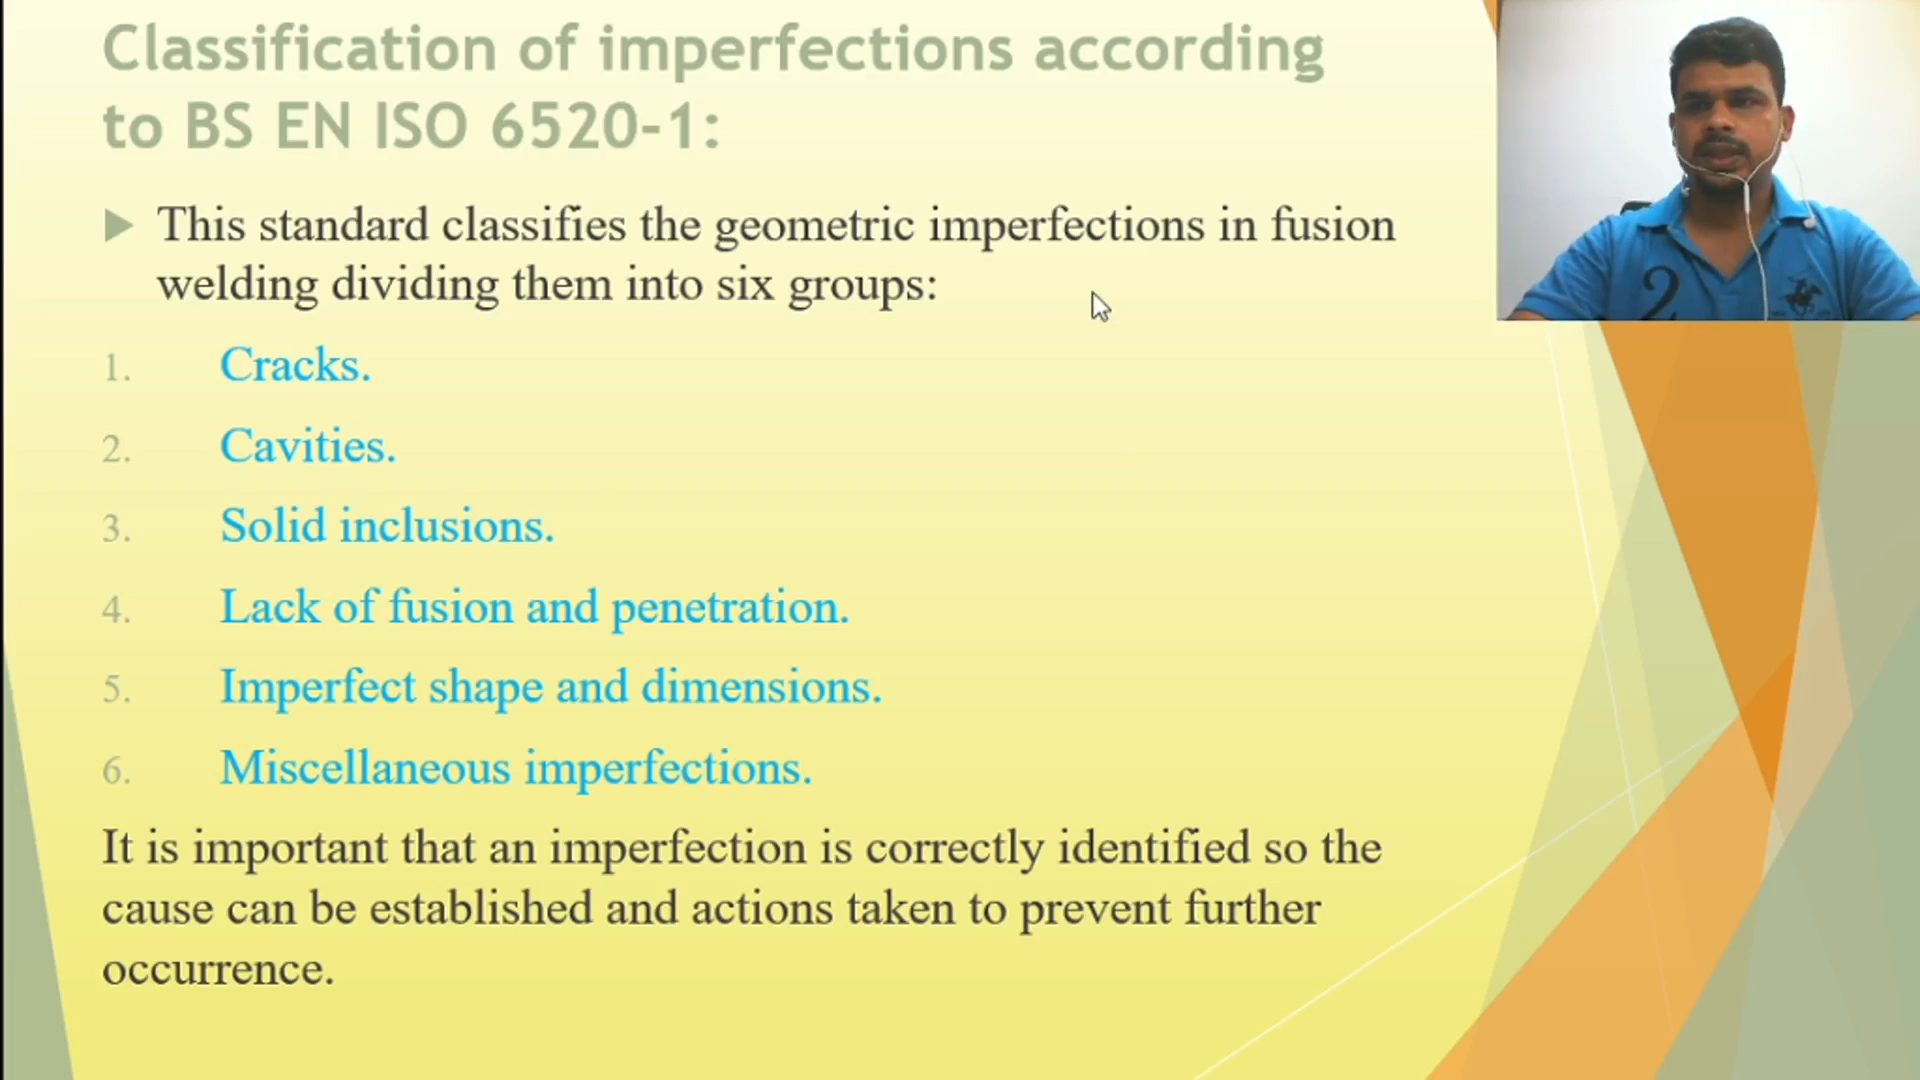 Classification of imperfections according
to BS EN ISO 6520-1:
This standard classifies the geometric imperfections in fusion
welding dividing them into six groups:
1. Cracks.
2. Cavities.
3. Solid inclusions.
4. Lack of fusion and penetration.
5. Imperfect shape and dimensions.
6. Miscellaneous imperfections.
It is important that an imperfection is correctly identified so the
cause can be established and actions taken to prevent further
occurrence.
2